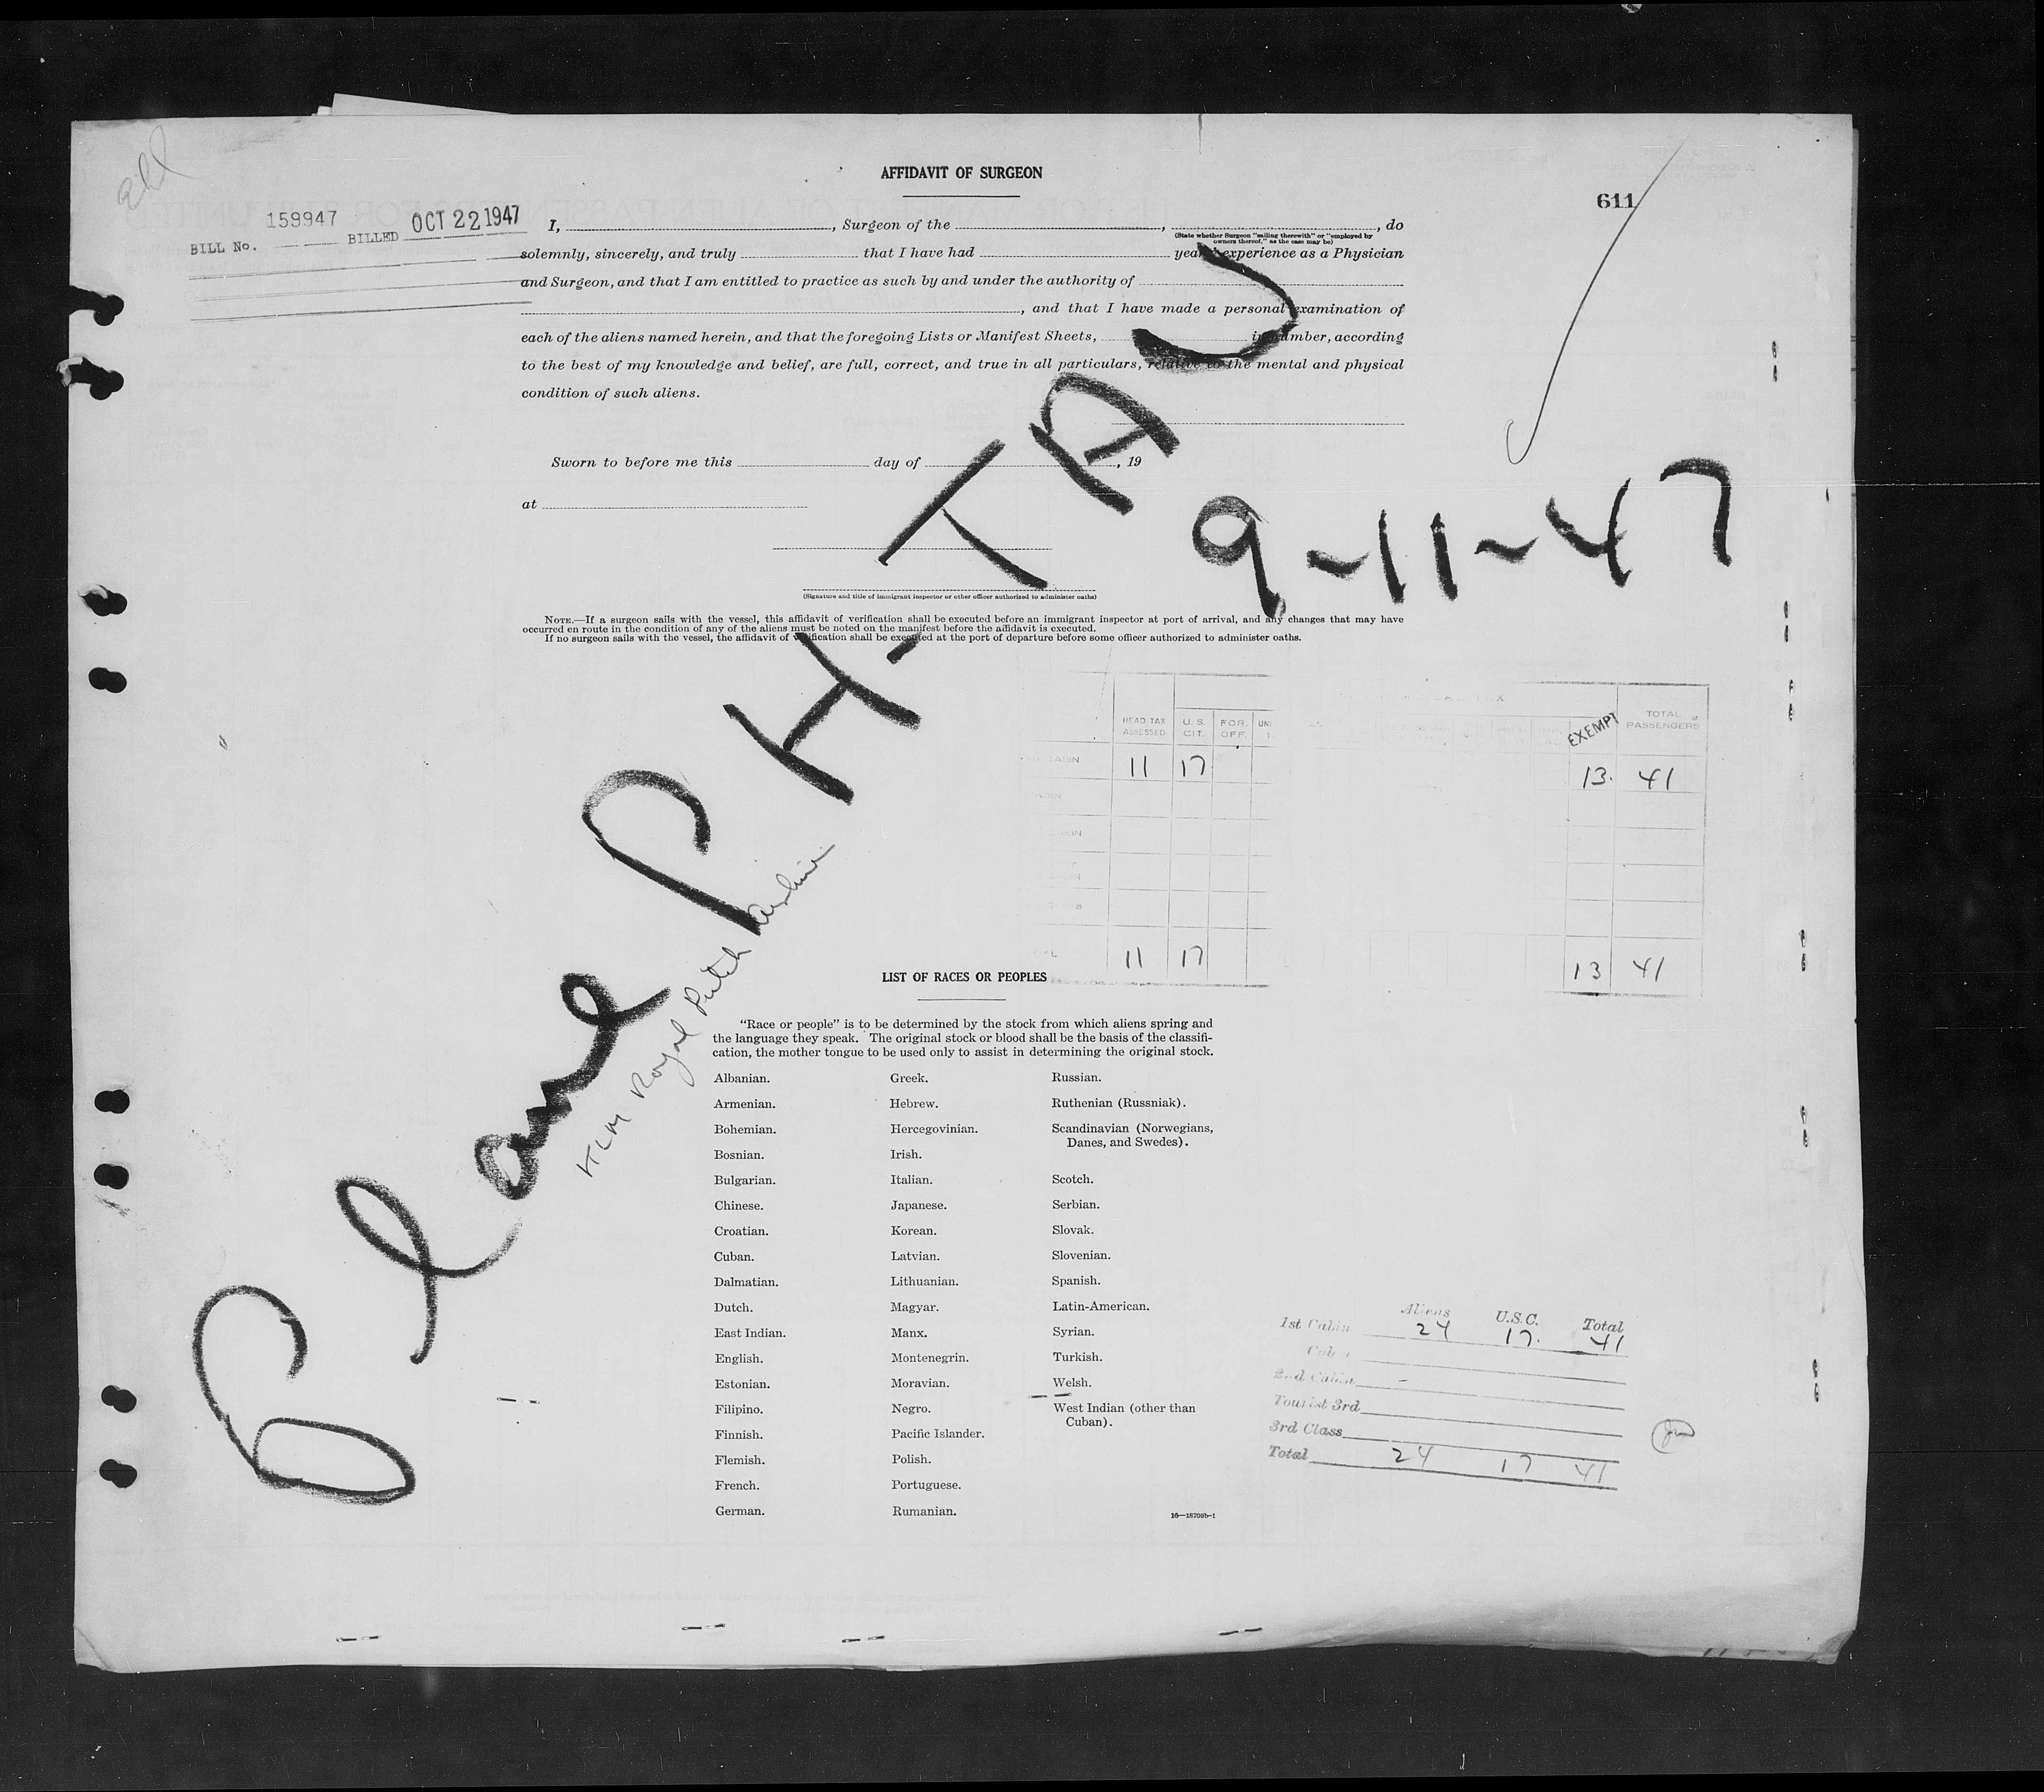 AFFIDAVIT OF SURGEON
611
BILL No. 159947 BILLED OCT 22 1947
I, , Surgeon of the , , do
(State whether Surgeon "sailing therewith" or "employed by
owners thereof," as the case may be)
solemnly, sincerely, and truly that I have had years' experience as a Physician
and Surgeon, and that I am entitled to practice as such by and under the authority of
, and that I have made a personal examination of
each of the aliens named herein, and that the foregoing Lists or Manifest Sheets, in number, according
to the best of my knowledge and belief, are full, correct, and true in all particulars, relative to the mental and physical
condition of such aliens.
Sworn to before me this day of , 19
at
(Signature and title of immigrant inspector or other officer authorized to administer oaths)
NOTE.—If a surgeon sails with the vessel, this affidavit of verification shall be executed before an immigrant inspector at port of arrival, and any changes that may have
occurred en route in the condition of any of the aliens must be noted on the manifest before the affidavit is executed.
If no surgeon sails with the vessel, the affidavit of verification shall be executed at the port of departure before some officer authorized to administer oaths.
Plane PH-TAU
9-11-47
KLM Royal Dutch Airlines
HEAD TAX ASSESSED U.S. CIT. FOR. OFF. EXEMPT TOTAL PASSENGERS
CABIN 11 17 13 41
11 17 13 41
LIST OF RACES OR PEOPLES
"Race or people" is to be determined by the stock from which aliens spring and
the language they speak. The original stock or blood shall be the basis of the classifi-
cation, the mother tongue to be used only to assist in determining the original stock.
Albanian. Greek. Russian.
Armenian. Hebrew. Ruthenian (Russniak).
Bohemian. Hercegovinian. Scandinavian (Norwegians,
Danes, and Swedes).
Bosnian. Irish.
Bulgarian. Italian. Scotch.
Chinese. Japanese. Serbian.
Croatian. Korean. Slovak.
Cuban. Latvian. Slovenian.
Dalmatian. Lithuanian. Spanish.
Dutch. Magyar. Latin-American.
East Indian. Manx. Syrian.
English. Montenegrin. Turkish.
Estonian. Moravian. Welsh.
Filipino. Negro. West Indian (other than
Cuban).
Finnish. Pacific Islander.
Flemish. Polish.
French. Portuguese.
German. Rumanian.
16—18709b-1
Aliens U.S.C. Total
1st Cabin 24 17 41
Cabin
2nd Cabin
Tourist 3rd
3rd Class
Total 24 17 41